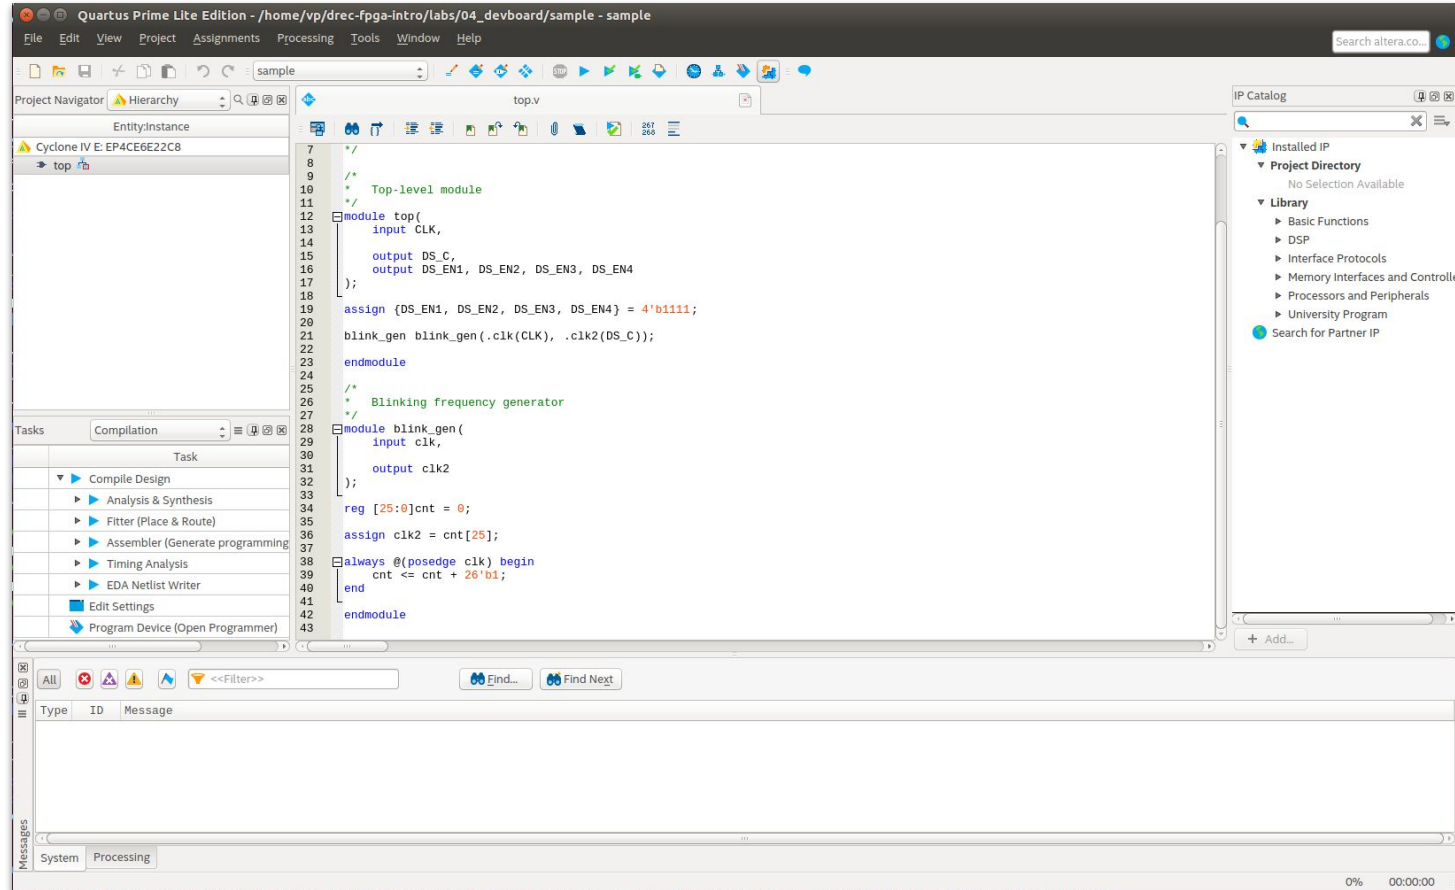 Quartus Prime Lite Edition - /home/vp/drec-fpga-intro/labs/04_devboard/sample - sample
File Edit View Project Assignments Processing Tools Window Help
Search altera.co...
sample
Project Navigator Hierarchy
Entity:Instance
Cyclone IV E: EP4CE6E22C8
top
top.v
267
268
7 */
8
9 /*
10 * Top-level module
11 */
12 module top(
13 input CLK,
14
15 output DS_C,
16 output DS_EN1, DS_EN2, DS_EN3, DS_EN4
17 );
18
19 assign {DS_EN1, DS_EN2, DS_EN3, DS_EN4} = 4'b1111;
20
21 blink_gen blink_gen(.clk(CLK), .clk2(DS_C));
22
23 endmodule
24
25 /*
26 * Blinking frequency generator
27 */
28 module blink_gen(
29 input clk,
30
31 output clk2
32 );
33
34 reg [25:0]cnt = 0;
35
36 assign clk2 = cnt[25];
37
38 always @(posedge clk) begin
39 cnt <= cnt + 26'b1;
40 end
41
42 endmodule
43
IP Catalog
Installed IP
Project Directory
No Selection Available
Library
Basic Functions
DSP
Interface Protocols
Memory Interfaces and Controlle
Processors and Peripherals
University Program
Search for Partner IP
+ Add...
Tasks Compilation
Task
Compile Design
Analysis & Synthesis
Fitter (Place & Route)
Assembler (Generate programming
Timing Analysis
EDA Netlist Writer
Edit Settings
Program Device (Open Programmer)
All <<Filter>> Find... Find Next
Type ID Message
Messages
System Processing
0% 00:00:00